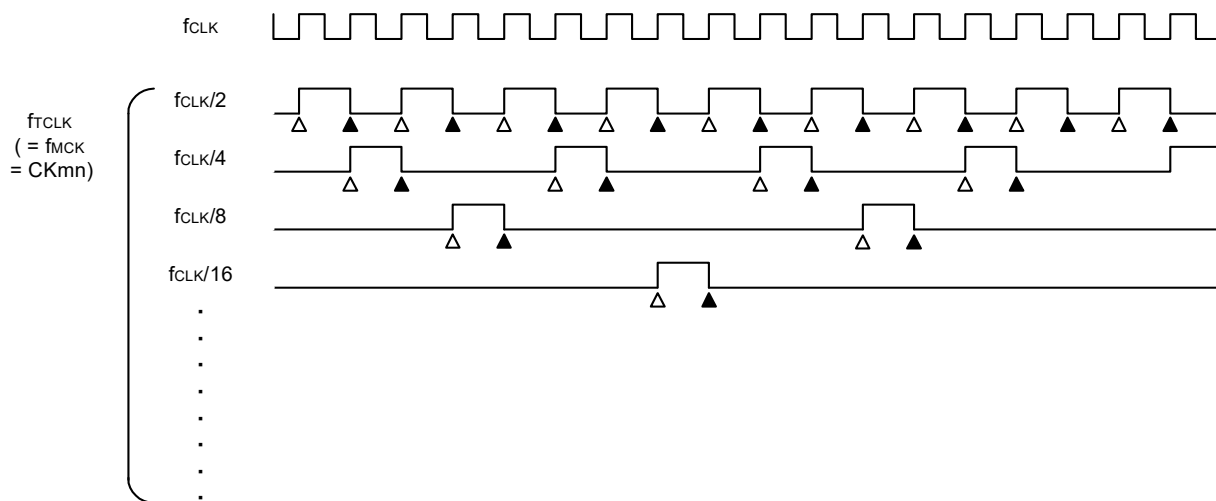 fCLK
fCLK/2
fTCLK
( = fMCK
= CKmn)
fCLK/4
fCLK/8
fCLK/16